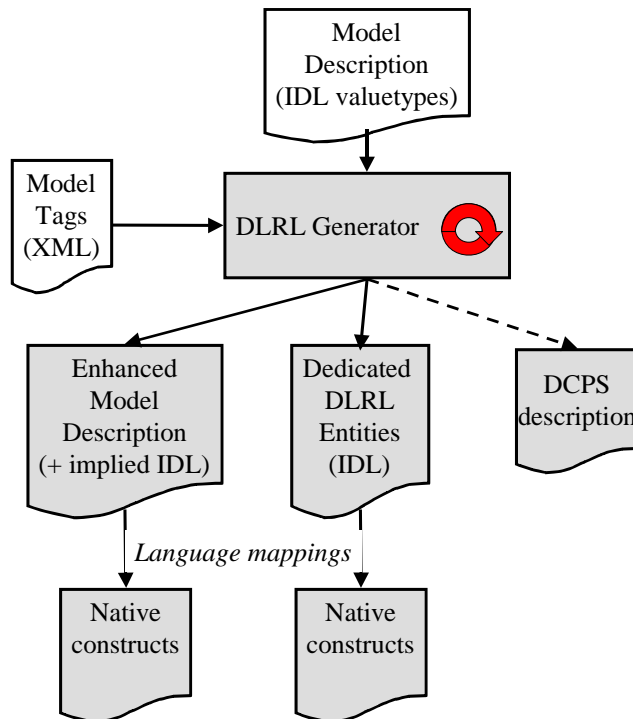 Model
Description
(IDL valuetypes)
Model
Tags
(XML)
DLRL Generator
Enhanced
Model
Description
(+ implied IDL)
Dedicated
DLRL
Entities
(IDL)
DCPS
description
Language mappings
Native
constructs
Native
constructs